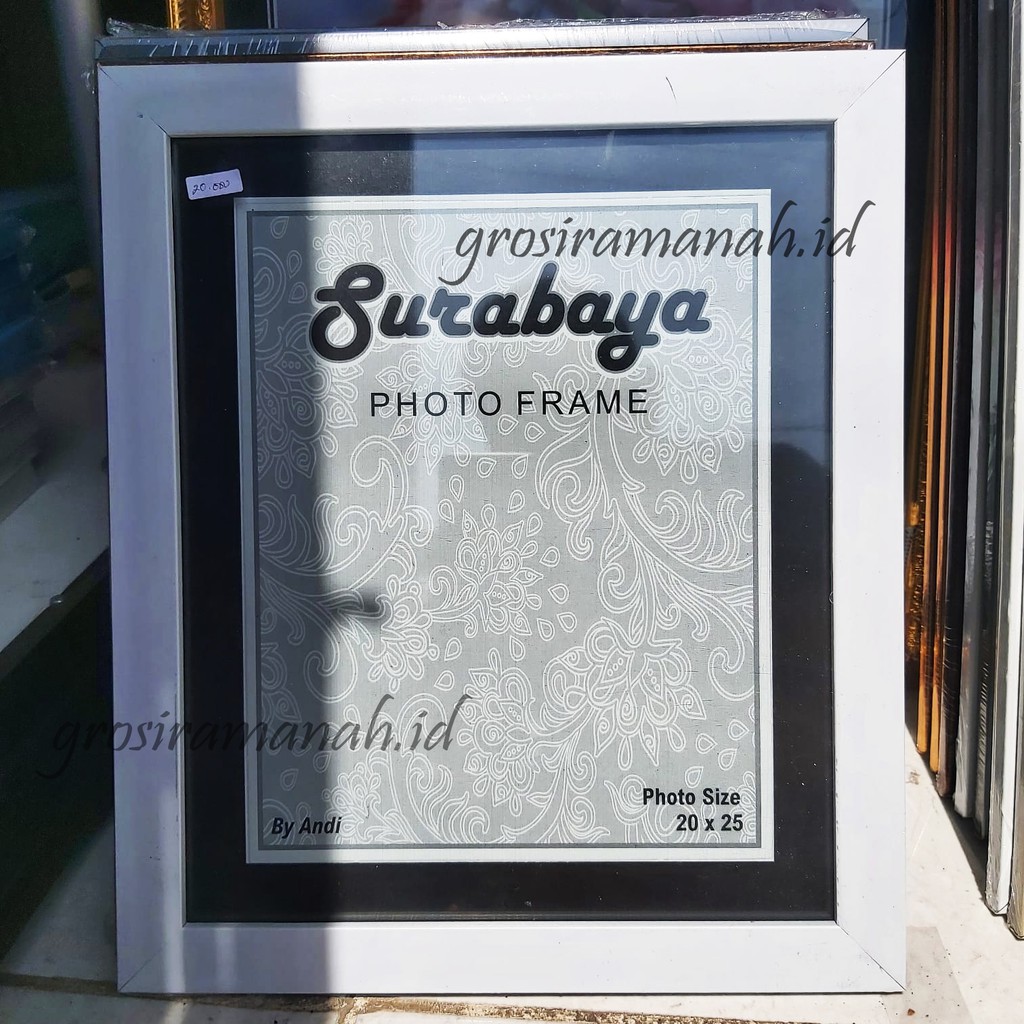 20.000
grosiramanah.id
Surabaya
PHOTO FRAME
grosiramanah.id
Photo Size
20 x 25
By Andi